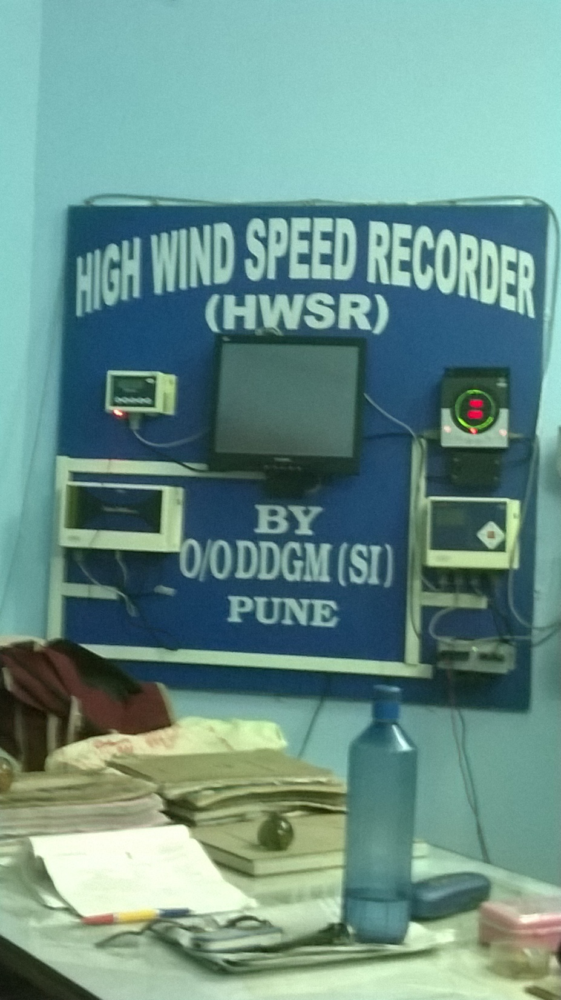 HIGH WIND SPEED RECORDER
(HWSR)
BY
O/O DDGM (SI)
PUNE